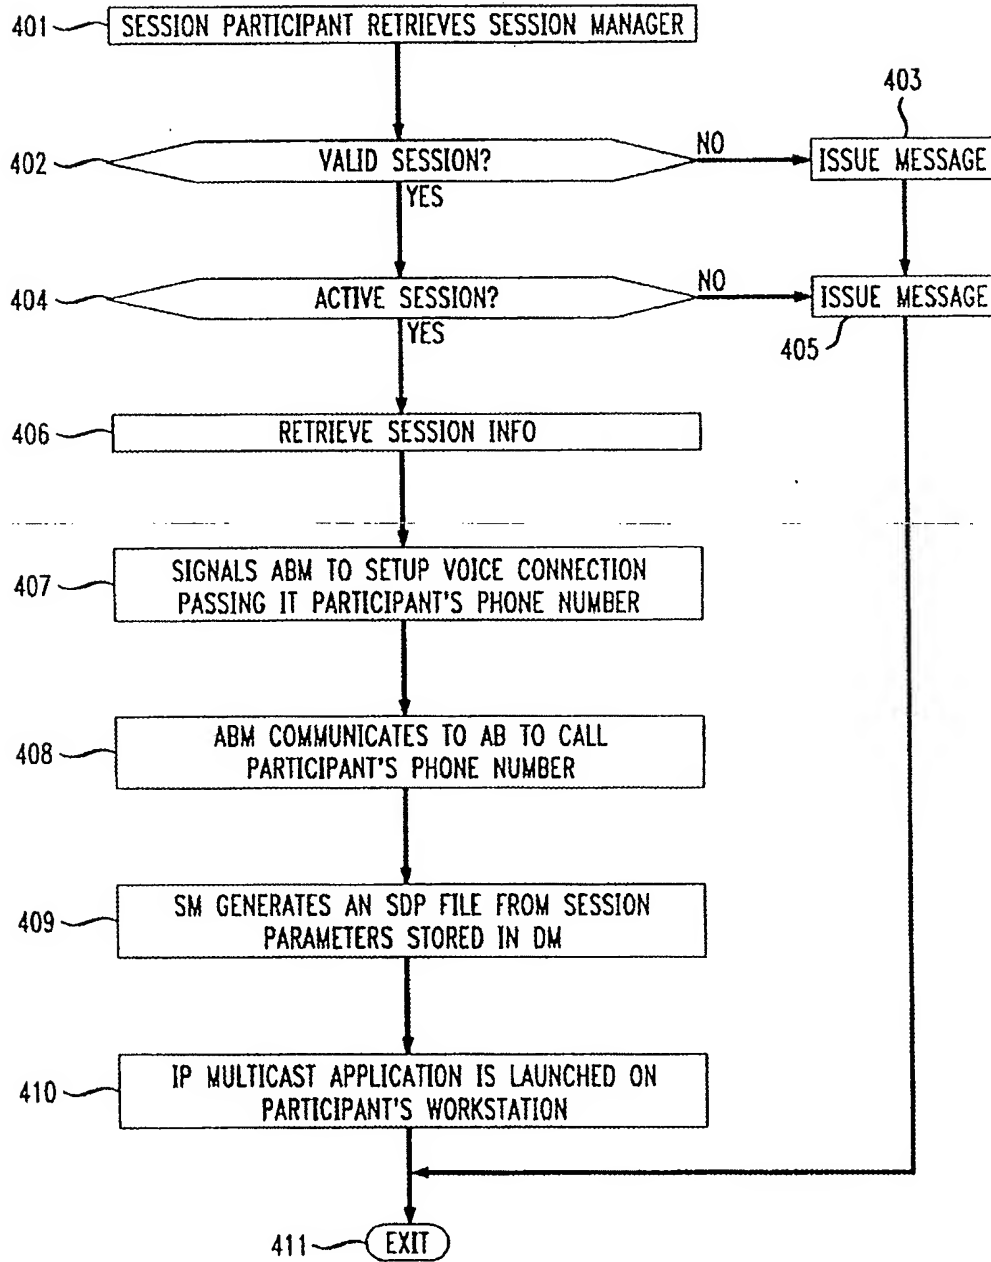 401
SESSION PARTICIPANT RETRIEVES SESSION MANAGER
403
402
VALID SESSION?
NO
ISSUE MESSAGE
YES
404
ACTIVE SESSION?
NO
ISSUE MESSAGE
YES
405
406
RETRIEVE SESSION INFO
407
SIGNALS ABM TO SETUP VOICE CONNECTION
PASSING IT PARTICIPANT'S PHONE NUMBER
408
ABM COMMUNICATES TO AB TO CALL
PARTICIPANT'S PHONE NUMBER
409
SM GENERATES AN SDP FILE FROM SESSION
PARAMETERS STORED IN DM
410
IP MULTICAST APPLICATION IS LAUNCHED ON
PARTICIPANT'S WORKSTATION
411
EXIT